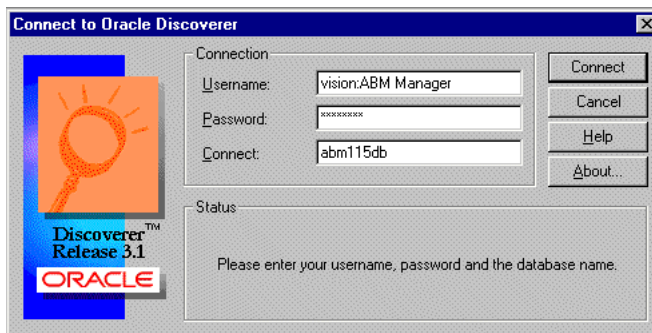 Connect to Oracle Discoverer
Connection
Username: vision:ABM Manager
Password: ********
Connect: abm115db
Connect
Cancel
Help
About...
Discoverer™
Release 3.1
ORACLE
Status
Please enter your username, password and the database name.